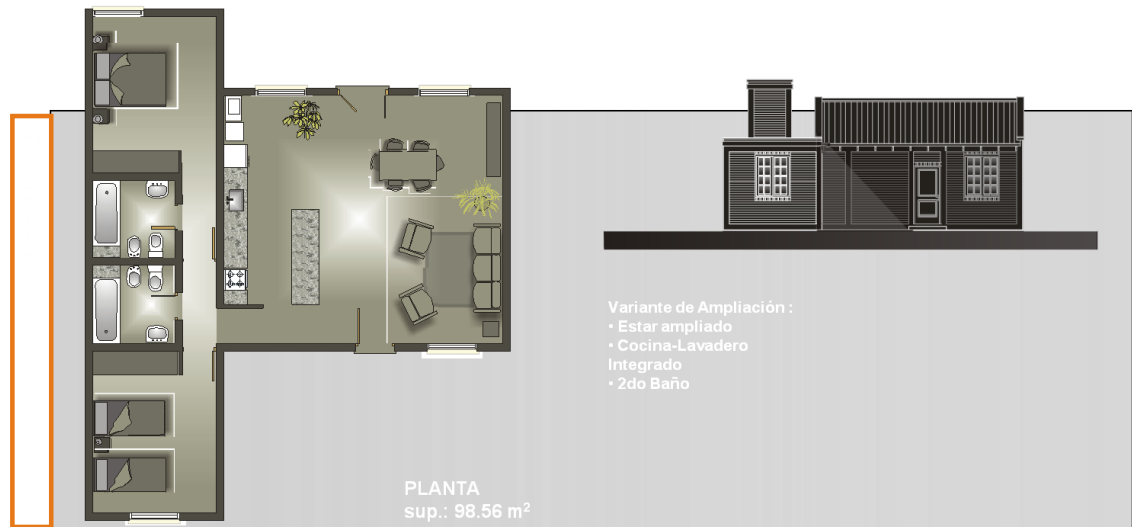 Variante de Ampliación :
• Estar ampliado
• Cocina-Lavadero
Integrado
• 2do Baño
PLANTA
sup.: 98.56 m²